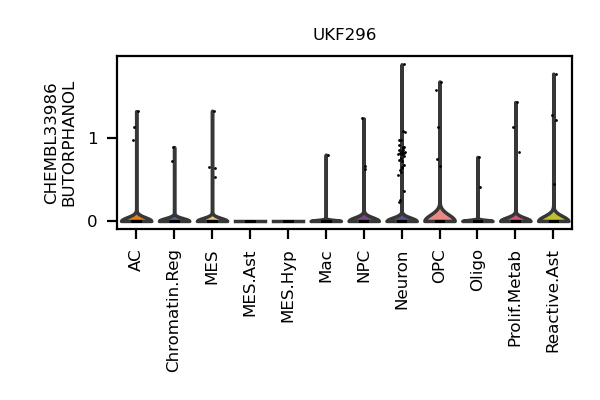 UKF296
CHEMBL33986
BUTORPHANOL
1
0
AC
Chromatin.Reg
MES
MES.Ast
MES.Hyp
Mac
NPC
Neuron
OPC
Oligo
Prolif.Metab
Reactive.Ast